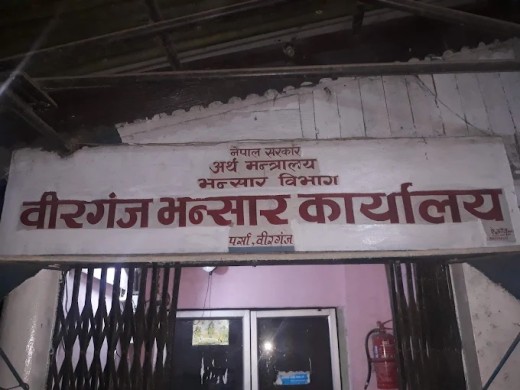 नेपाल सरकार
अर्थ मन्त्रालय
भन्सार विभाग
वीरगंज भन्सार कार्यालय
पर्सा, वीरगंज